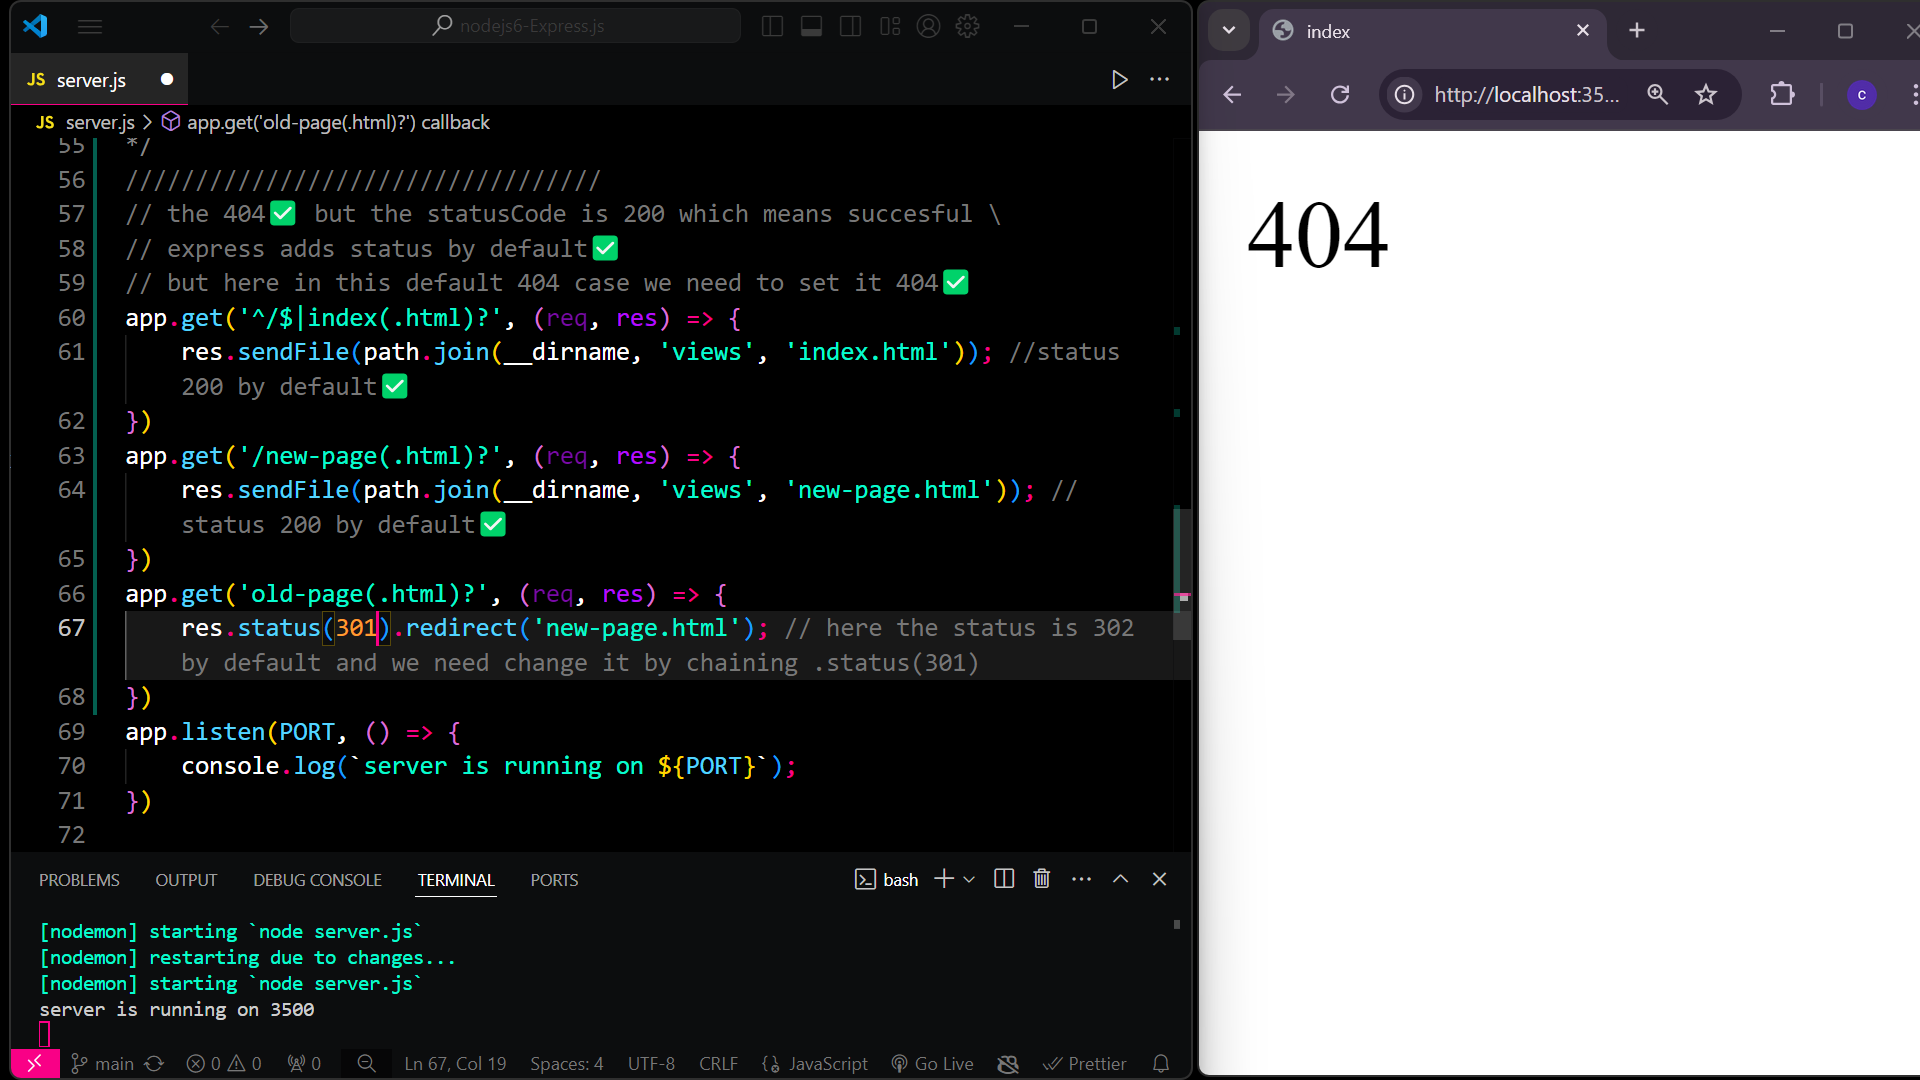 nodejs6-Express.js
JS server.js
JS server.js > app.get('old-page(.html)?') callback
55 */
56 //////////////////////////////////
57 // the 404✅ but the statusCode is 200 which means succesful \
58 // express adds status by default✅
59 // but here in this default 404 case we need to set it 404✅
60 app.get('^/$|index(.html)?', (req, res) => {
61 res.sendFile(path.join(__dirname, 'views', 'index.html')); //status
200 by default✅
62 })
63 app.get('/new-page(.html)?', (req, res) => {
64 res.sendFile(path.join(__dirname, 'views', 'new-page.html')); //
status 200 by default✅
65 })
66 app.get('old-page(.html)?', (req, res) => {
67 res.status(301).redirect('new-page.html'); // here the status is 302
by default and we need change it by chaining .status(301)
68 })
69 app.listen(PORT, () => {
70 console.log(`server is running on ${PORT}`);
71 })
72
PROBLEMS OUTPUT DEBUG CONSOLE TERMINAL PORTS bash
[nodemon] starting `node server.js`
[nodemon] restarting due to changes...
[nodemon] starting `node server.js`
server is running on 3500
main 0 0 0 Ln 67, Col 19 Spaces: 4 UTF-8 CRLF JavaScript Go Live Prettier
index
http://localhost:35... C
404